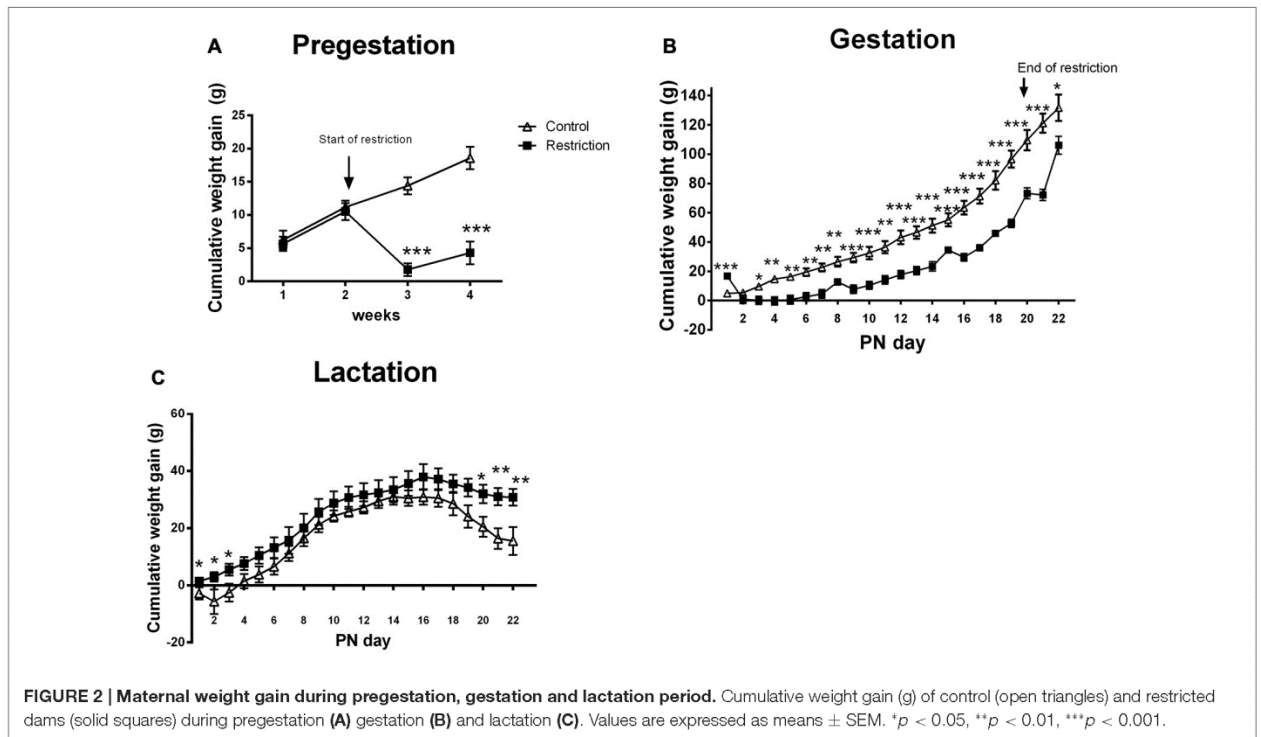 A
Pregestation
Cumulative weight gain (g)
25
20
15
10
5
0
Start of restriction
***
***
1 2 3 4
weeks
Control
Restriction
B
Gestation
End of restriction
Cumulative weight gain (g)
140
120
100
80
60
40
20
0
-20
***
*
**
**
**
**
**
***
***
**
***
***
***
***
***
***
***
***
***
***
*
2 4 6 8 10 12 14 16 18 20 22
PN day
C
Lactation
Cumulative weight gain (g)
60
40
20
0
-20
* * *
* ** **
2 4 6 8 10 12 14 16 18 20 22
PN day
FIGURE 2 | Maternal weight gain during pregestation, gestation and lactation period. Cumulative weight gain (g) of control (open triangles) and restricted
dams (solid squares) during pregestation (A) gestation (B) and lactation (C). Values are expressed as means ± SEM. *p < 0.05, **p < 0.01, ***p < 0.001.